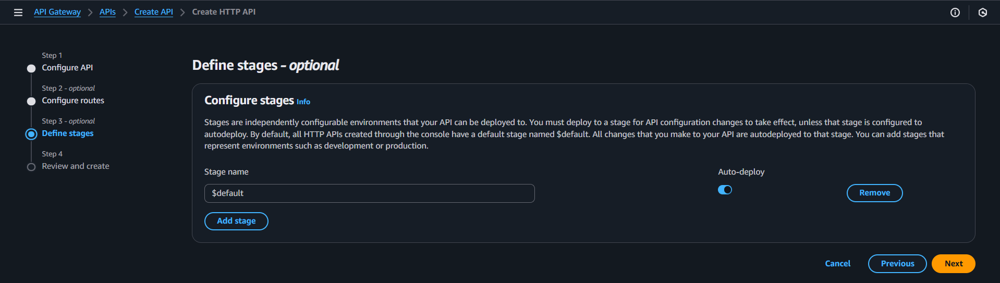 API Gateway > APIs > Create API > Create HTTP API
Step 1
Configure API
Step 2 - optional
Configure routes
Step 3 - optional
Define stages
Step 4
Review and create
Define stages - optional
Configure stages Info
Stages are independently configurable environments that your API can be deployed to. You must deploy to a stage for API configuration changes to take effect, unless that stage is configured to
autodeploy. By default, all HTTP APIs created through the console have a default stage named $default. All changes that you make to your API are autodeployed to that stage. You can add stages that
represent environments such as development or production.
Stage name
Auto-deploy
$default
Remove
Add stage
Cancel
Previous
Next